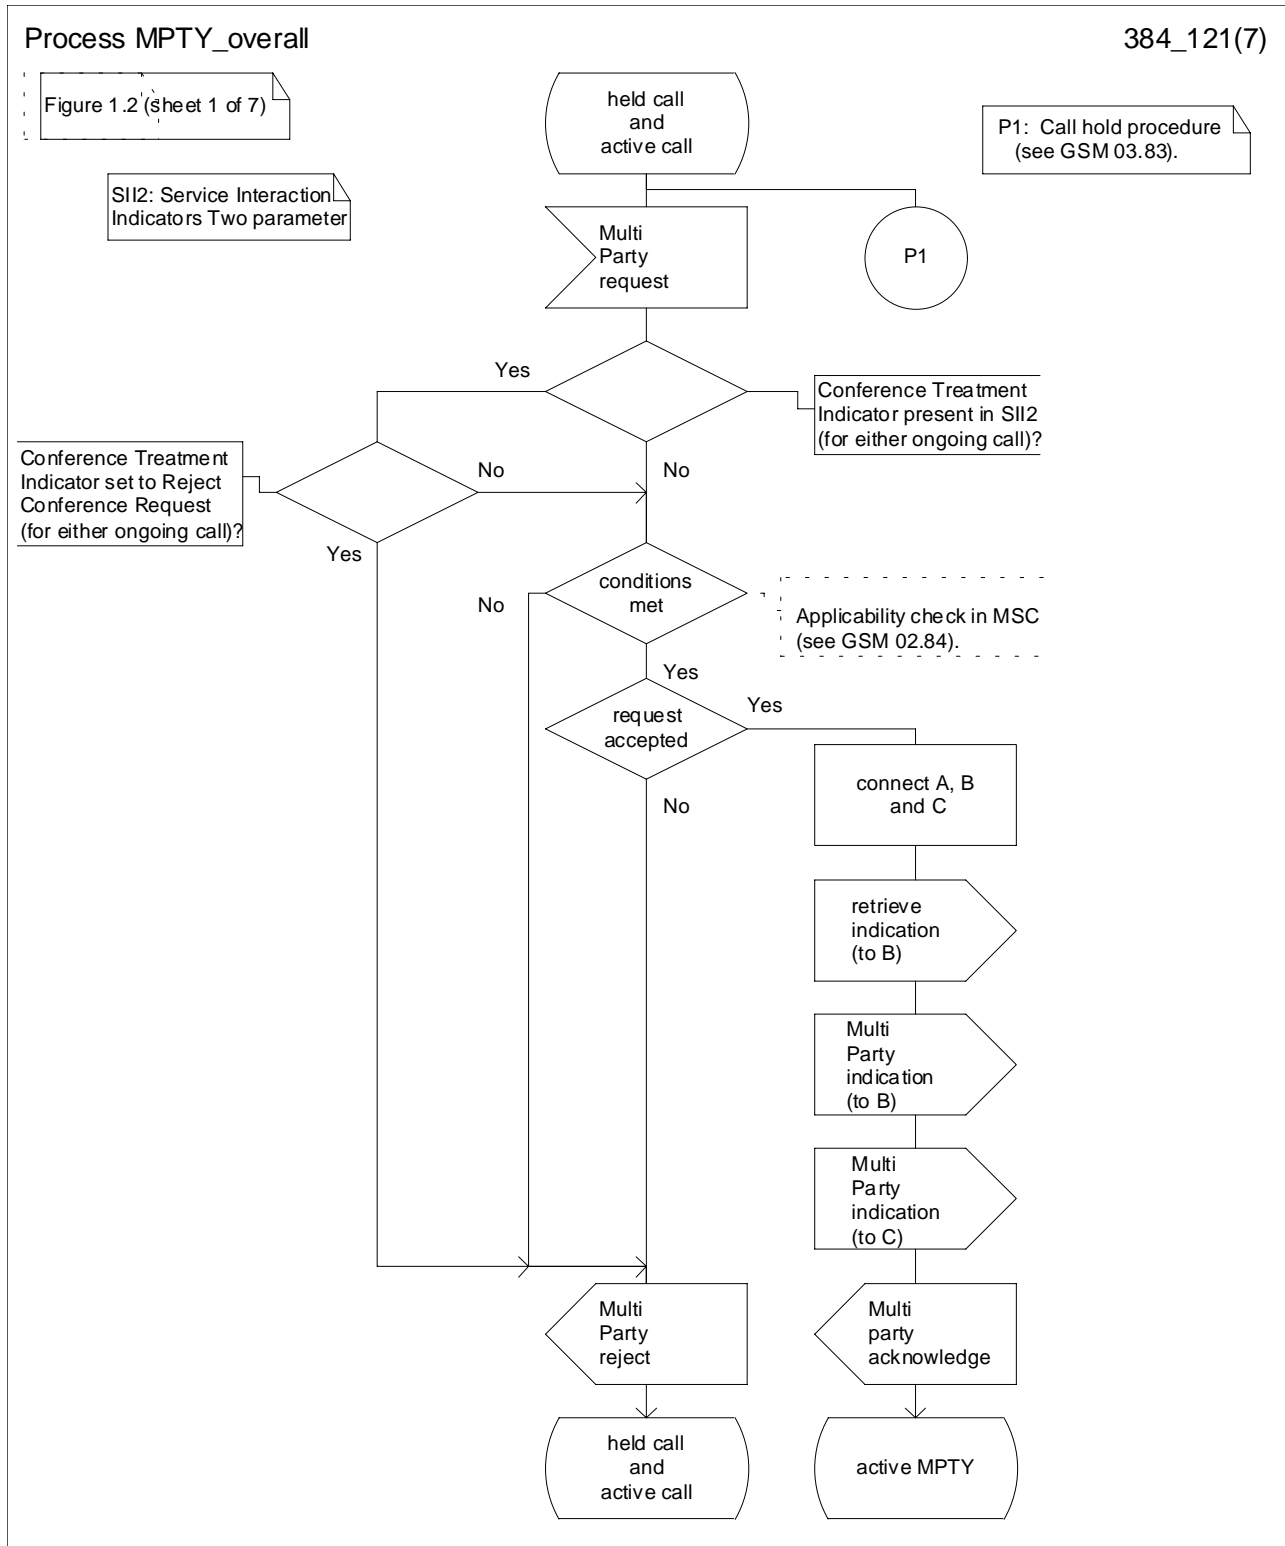 Process MPTY_overall
384_121(7)
Figure 1.2 (sheet 1 of 7)
held call
and
active call
P1: Call hold procedure
(see GSM 03.83).
SII2: Service Interaction
Indicators Two parameter
Multi
Party
request
P1
Yes
Conference Treatment
Indicator present in SII2
(for either ongoing call)?
No
Conference Treatment
Indicator set to Reject
Conference Request
(for either ongoing call)?
No
Yes
conditions
met
No
Applicability check in MSC
(see GSM 02.84).
Yes
request
accepted
Yes
No
connect A, B
and C
retrieve
indication
(to B)
Multi
Party
indication
(to B)
Multi
Party
indication
(to C)
Multi
Party
reject
Multi
party
acknowledge
held call
and
active call
active MPTY